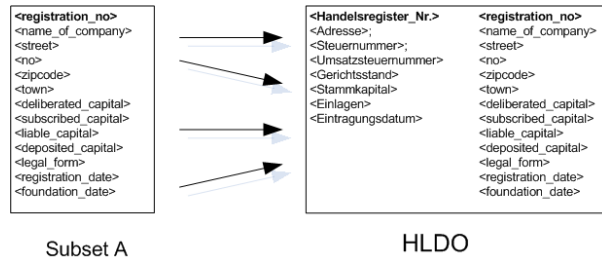 <registration_no>
<name_of_company>
<street>
<no>
<zipcode>
<town>
<deliberated_capital>
<subscribed_capital>
<liable_capital>
<deposited_capital>
<legal_form>
<registration_date>
<foundation_date>
Subset A
<Handelsregister_Nr.>
<Adresse>;
<Steuernummer>;
<Umsatzsteuernummer>
<Gerichtsstand>
<Stammkapital>
<Einlagen>
<Eintragungsdatum>
<registration_no>
<name_of_company>
<street>
<no>
<zipcode>
<town>
<deliberated_capital>
<subscribed_capital>
<liable_capital>
<deposited_capital>
<legal_form>
<registration_date>
<foundation_date>
HLDO